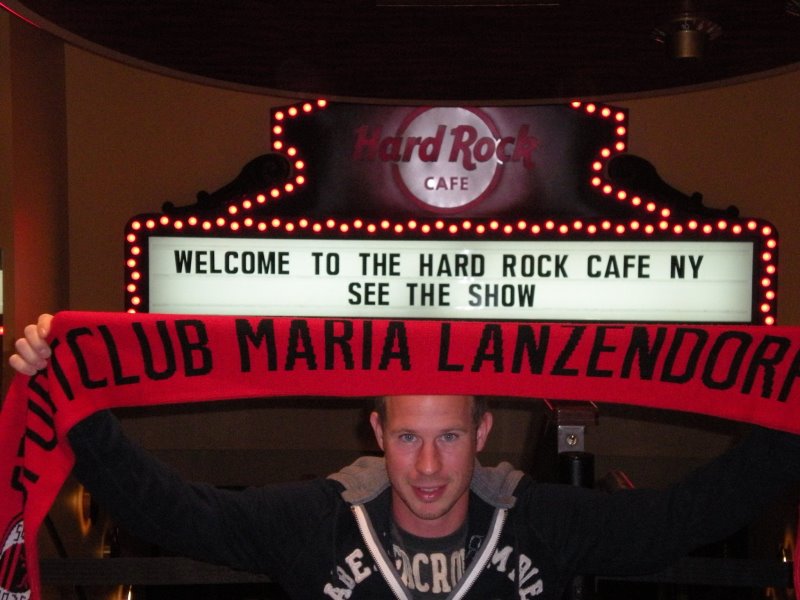 Hard Rock
CAFE
WELCOME TO THE HARD ROCK CAFE NY
SEE THE SHOW
CLUB MARIA LANZENDORF